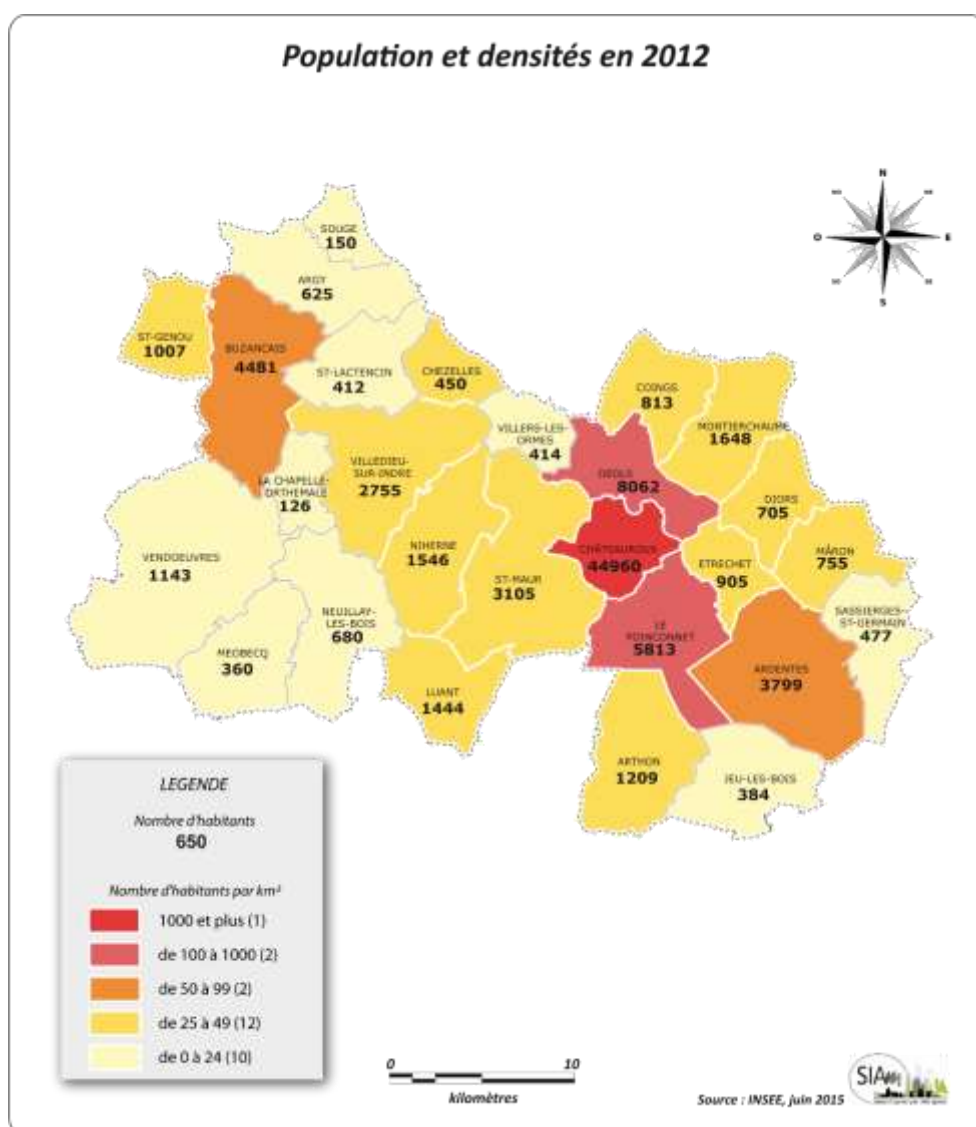 Population et densités en 2012
N
NO
NE
O
E
SO
SE
S
SOUGE
150
ARGY
625
ST-GENOU
1007
BUZANCAIS
4481
ST-LACTENCIN
412
CHEZELLES
450
COINGS
813
MONTIERCHAUME
1648
VILLERS-LES-
ORMES
414
DEOLS
8062
VILLEDIEU-
SUR-INDRE
2755
LA CHAPELLE-
ORTHEMALE
126
DIORS
705
NIHERNE
1546
CHÂTEAUROUX
44960
MÂRON
755
VENDOEUVRES
1143
ST-MAUR
3105
ETRECHET
905
NEUILLAY-
LES-BOIS
680
SASSIERGES-
ST-GERMAIN
477
LE
POINCONNET
5813
MEOBECQ
360
ARDENTES
3799
LUANT
1444
ARTHON
1209
JEU-LES-BOIS
384
LEGENDE
Nombre d'habitants
650
Nombre d'habitants par km²
1000 et plus (1)
de 100 à 1000 (2)
de 50 à 99 (2)
de 25 à 49 (12)
de 0 à 24 (10)
0 10
kilomètres
Source : INSEE, juin 2015
SIAm